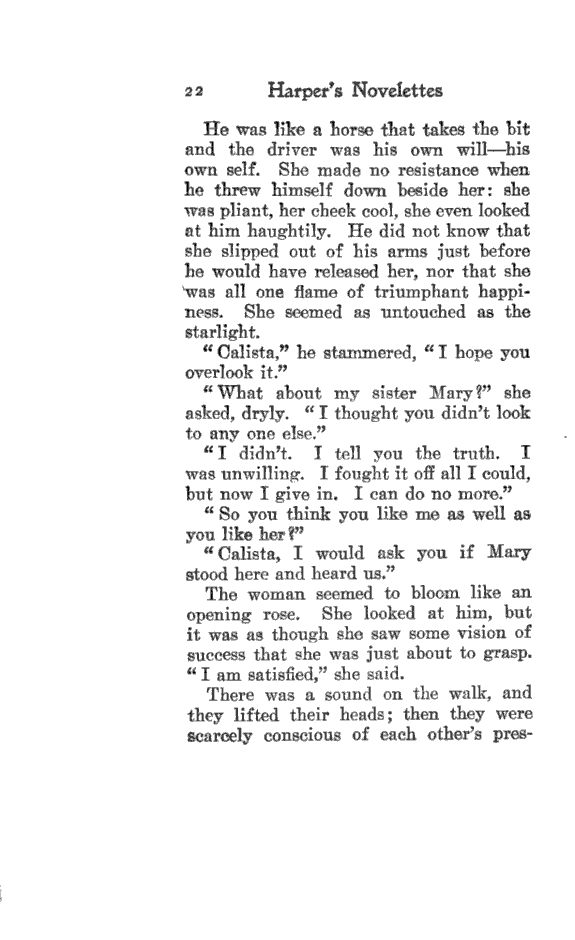 22 Harper's Novelettes
He was like a horse that takes the bit
and the driver was his own will—his
own self. She made no resistance when
he threw himself down beside her: she
was pliant, her cheek cool, she even looked
at him haughtily. He did not know that
she slipped out of his arms just before
he would have released her, nor that she
was all one flame of triumphant happi-
ness. She seemed as untouched as the
starlight.
“Calista,” he stammered, “I hope you
overlook it.”
“What about my sister Mary?” she
asked, dryly. “I thought you didn't look
to any one else.”
“I didn't. I tell you the truth. I
was unwilling. I fought it off all I could,
but now I give in. I can do no more.”
“So you think you like me as well as
you like her?”
“Calista, I would ask you if Mary
stood here and heard us.”
The woman seemed to bloom like an
opening rose. She looked at him, but
it was as though she saw some vision of
success that she was just about to grasp.
“I am satisfied,” she said.
There was a sound on the walk, and
they lifted their heads; then they were
scarcely conscious of each other's pres-